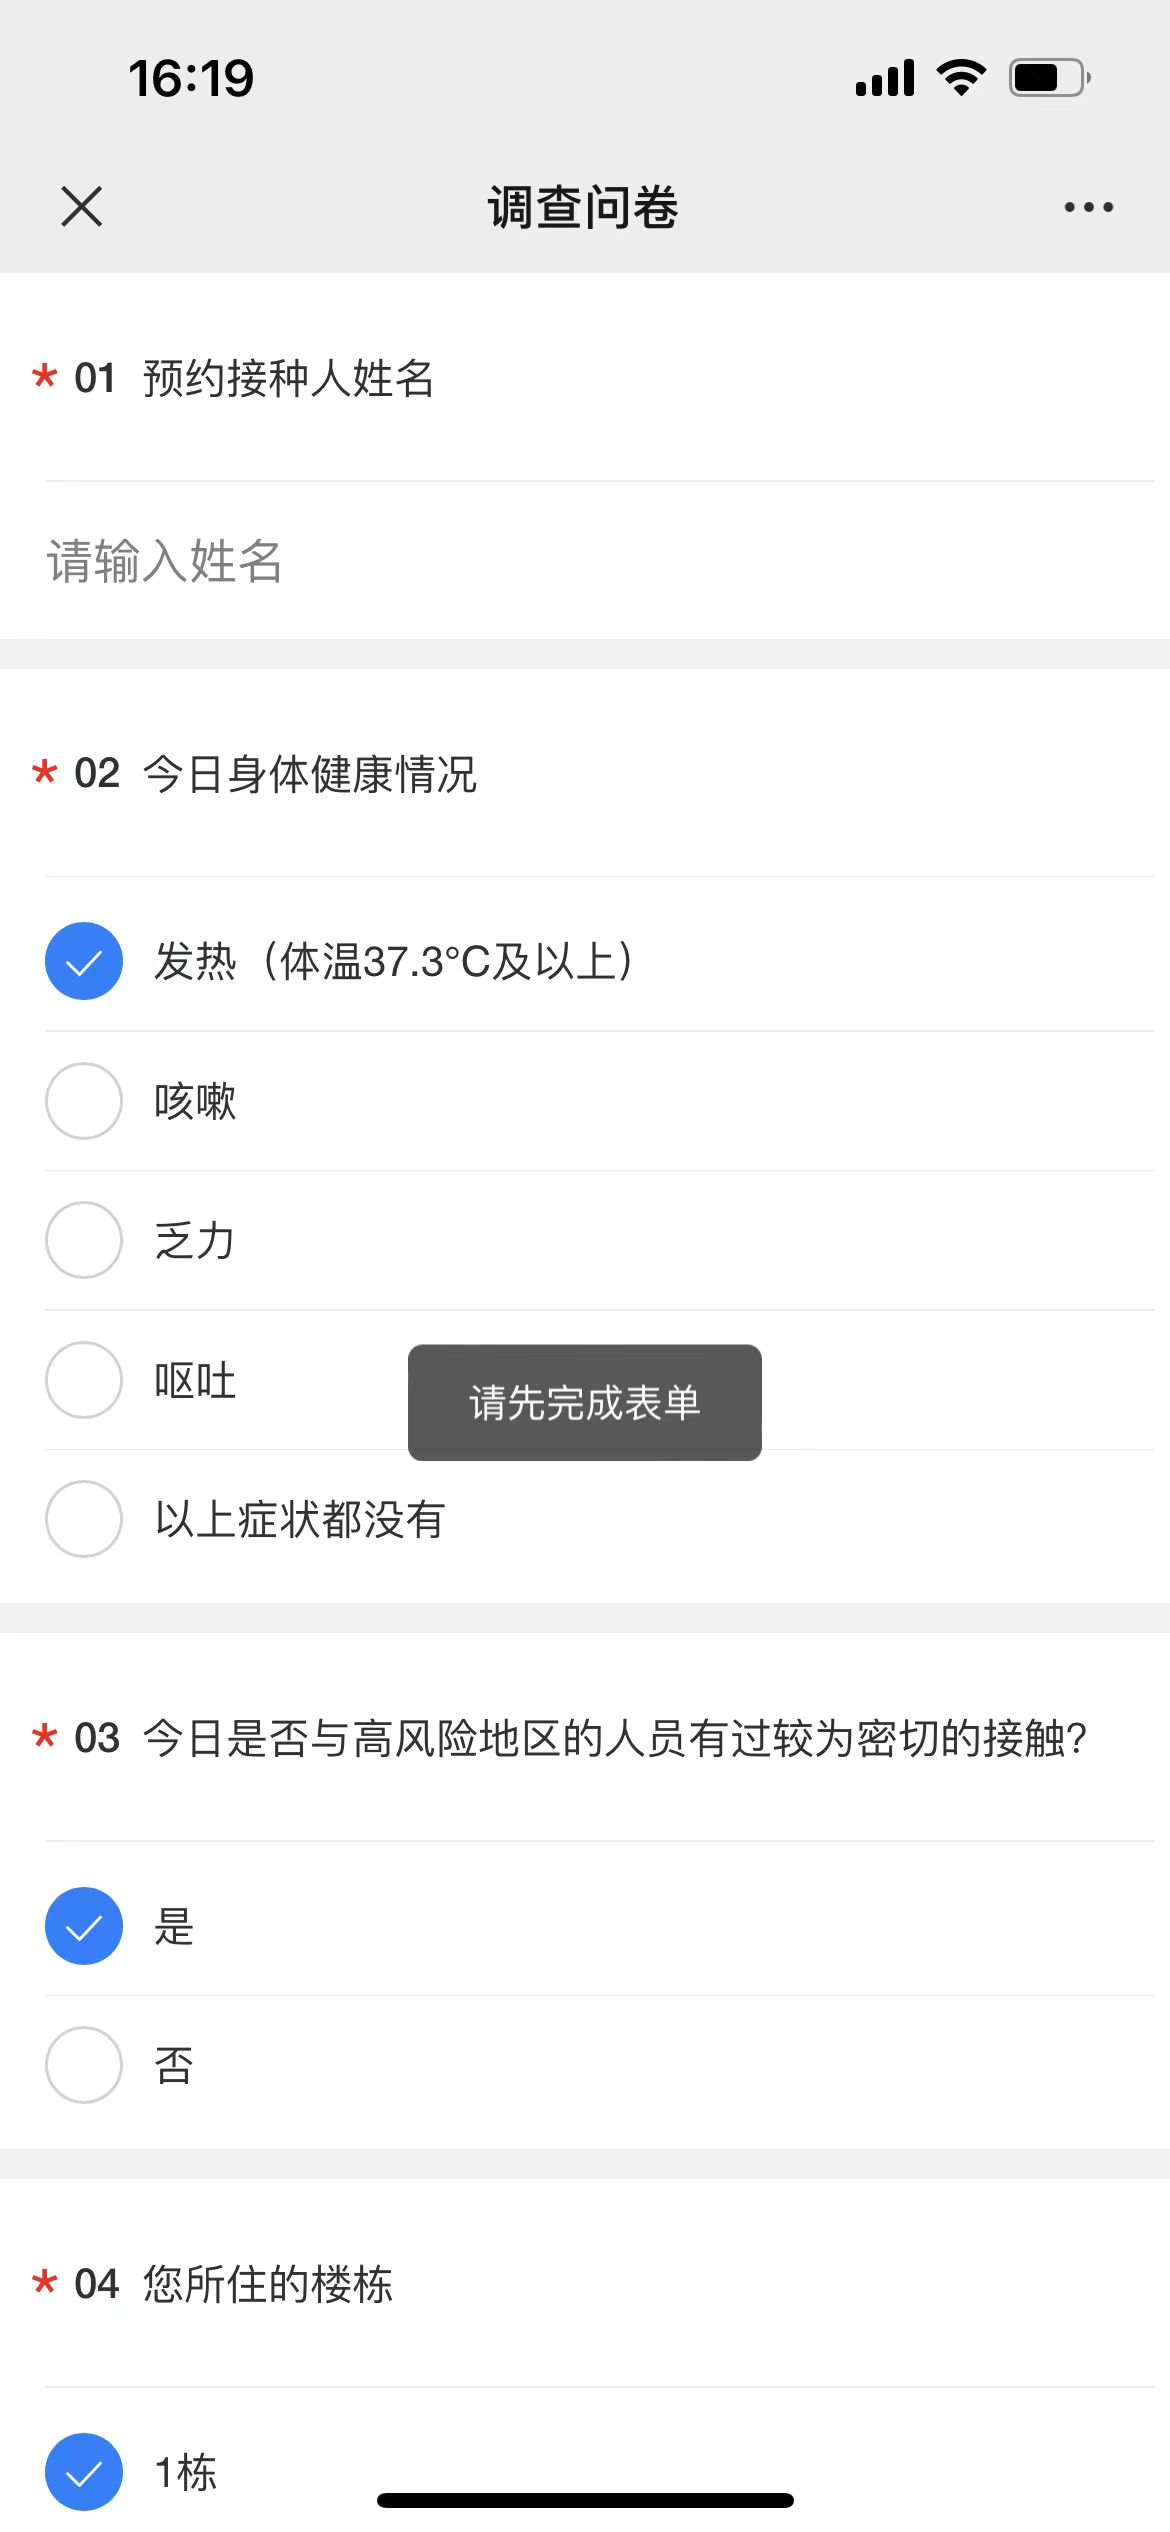 16:19
调查问卷
* 01 预约接种人姓名
请输入姓名
* 02 今日身体健康情况
发热（体温37.3°C及以上）
咳嗽
乏力
呕吐
请先完成表单
以上症状都没有
* 03 今日是否与高风险地区的人员有过较为密切的接触?
是
否
* 04 您所住的楼栋
1栋